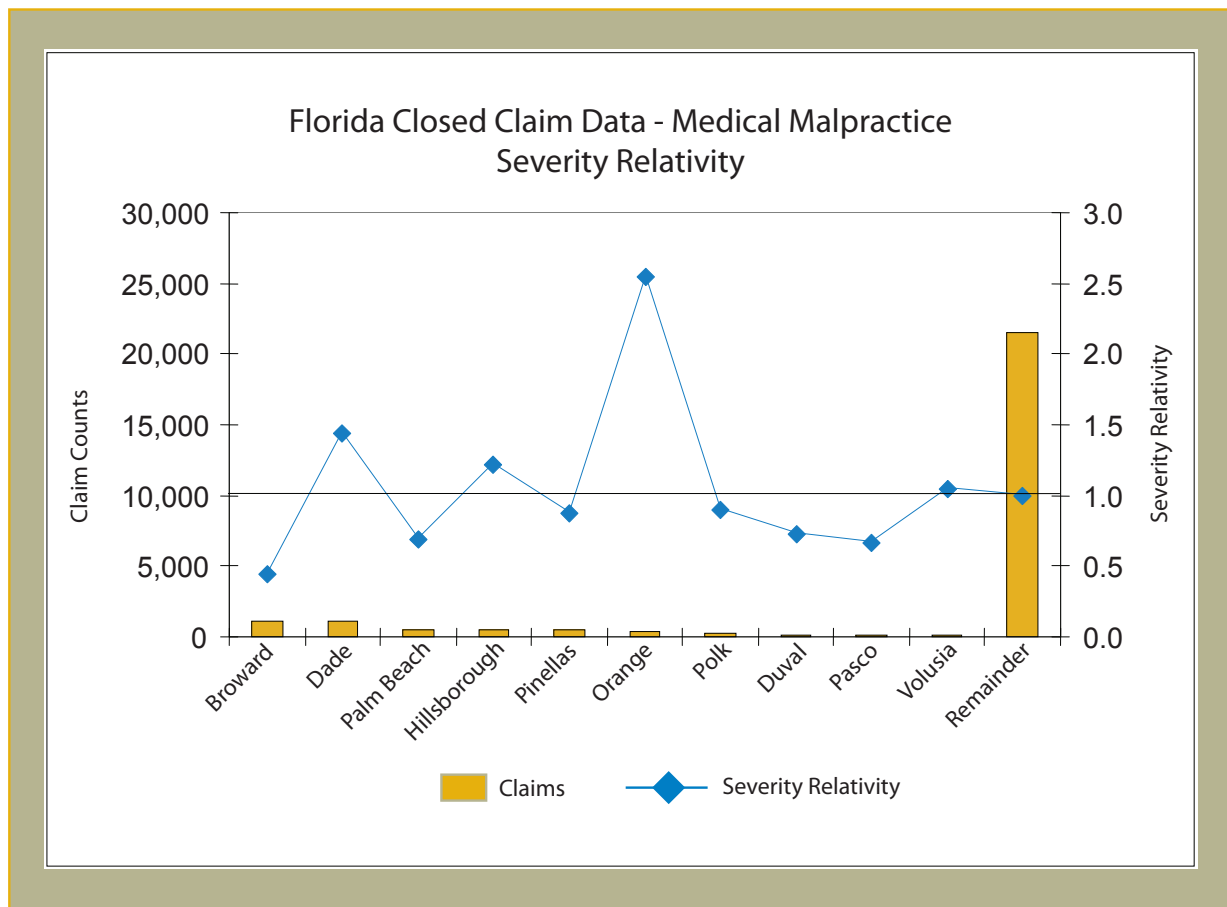 Florida Closed Claim Data - Medical Malpractice
Severity Relativity
30,000
25,000
20,000
15,000
10,000
5,000
0
Claim Counts
3.0
2.5
2.0
1.5
1.0
0.5
0.0
Severity Relativity
Broward
Dade
Palm Beach
Hillsborough
Pinellas
Orange
Polk
Duval
Pasco
Volusia
Remainder
Claims
Severity Relativity